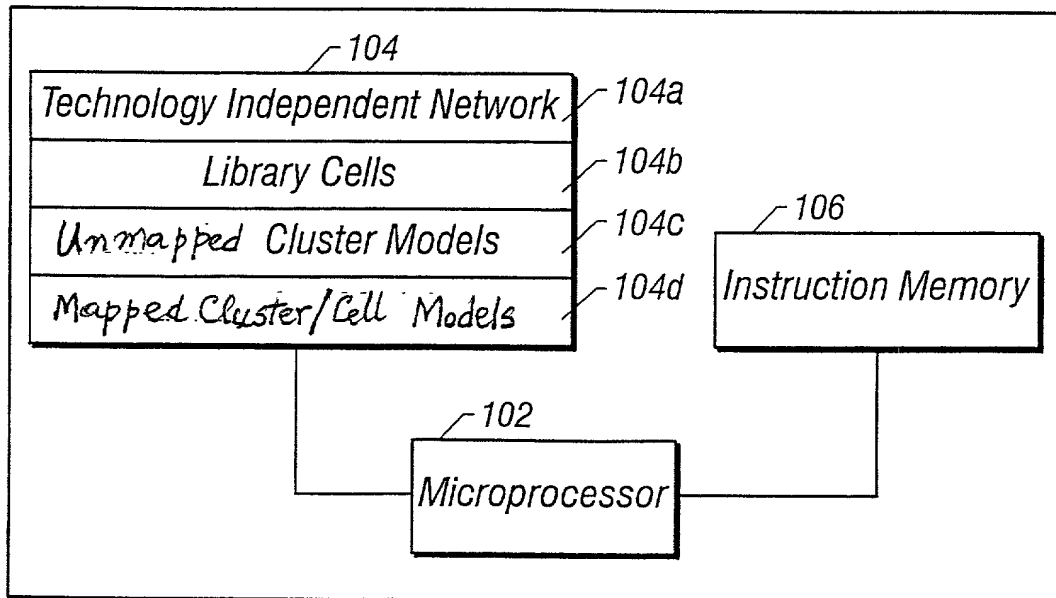 104
Technology Independent Network
104a
Library Cells
104b
Unmapped Cluster Models
104c
Mapped Cluster/Cell Models
104d
106
Instruction Memory
102
Microprocessor